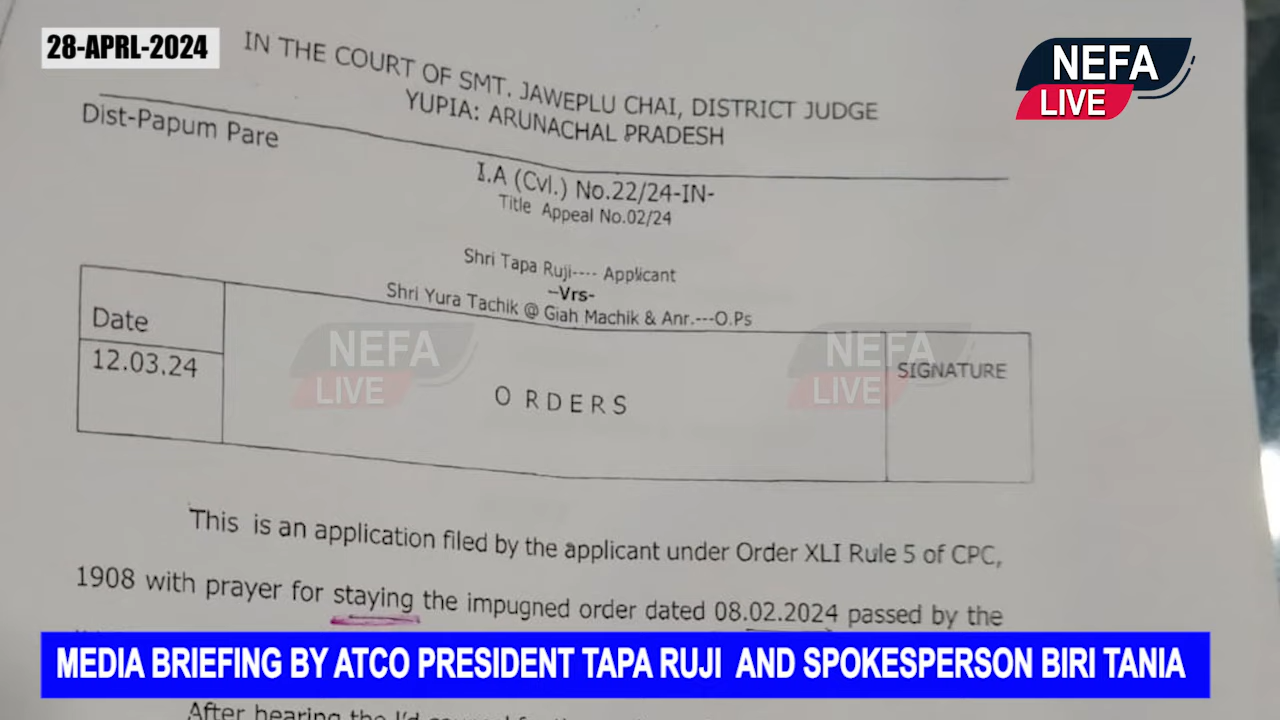 28-APRL-2024
NEFA
LIVE
IN THE COURT OF SMT. JAWEPLU CHAI, DISTRICT JUDGE
YUPIA: ARUNACHAL PRADESH
Dist-Papum Pare
I.A (Cvl.) No.22/24-IN-
Title Appeal No.02/24
Shri Tapa Ruji---- Applicant
–Vrs-
Shri Yura Tachik @ Giah Machik & Anr.---O.Ps
Date
12.03.24
ORDERS
SIGNATURE
NEFA
LIVE
NEFA
LIVE
This is an application filed by the applicant under Order XLI Rule 5 of CPC,
1908 with prayer for staying the impugned order dated 08.02.2024 passed by the
MEDIA BRIEFING BY ATCO PRESIDENT TAPA RUJI AND SPOKESPERSON BIRI TANIA
After hearing the